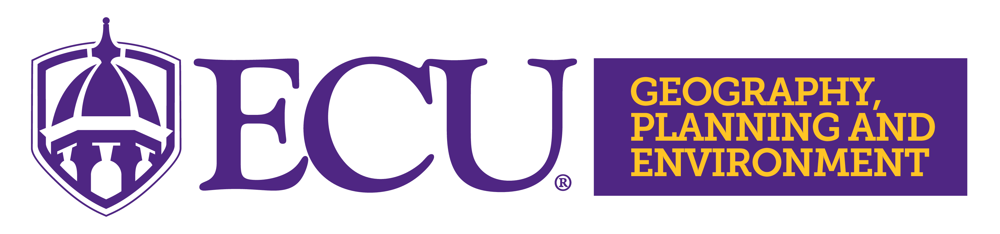 ECU®
GEOGRAPHY,
PLANNING AND
ENVIRONMENT